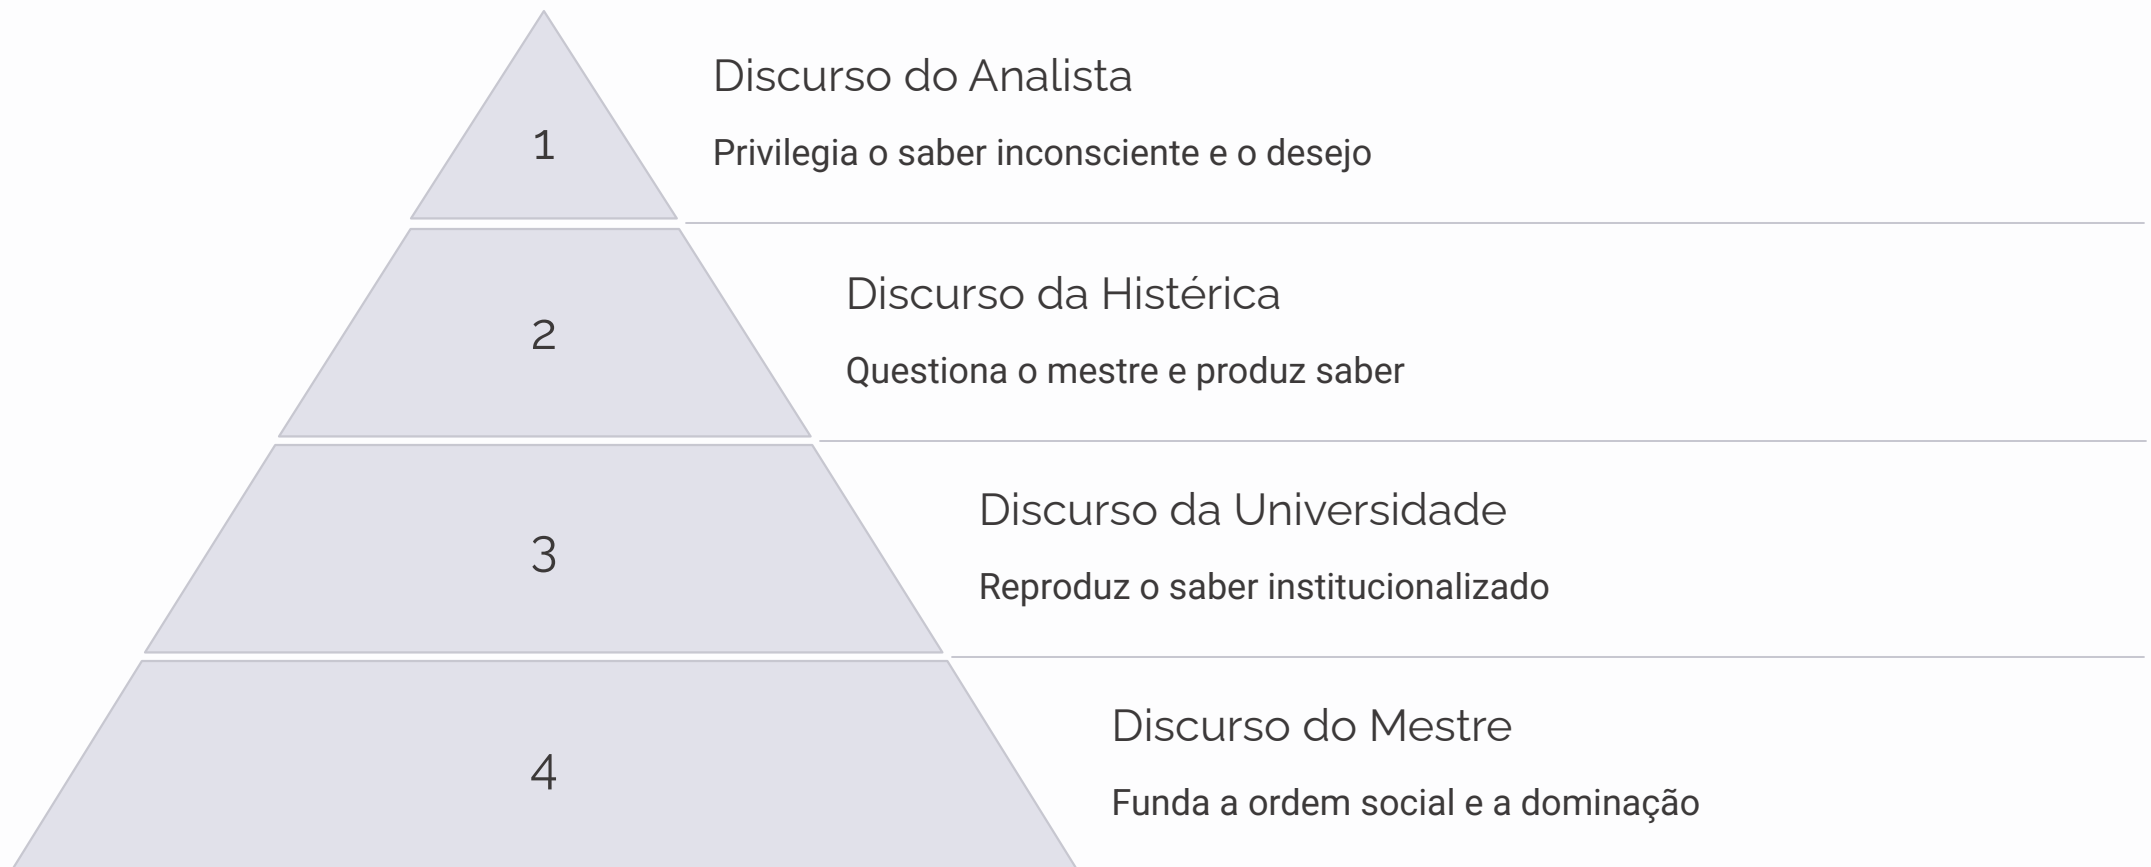 1
Discurso do Analista
Privilegia o saber inconsciente e o desejo
2
Discurso da Histérica
Questiona o mestre e produz saber
3
Discurso da Universidade
Reproduz o saber institucionalizado
4
Discurso do Mestre
Funda a ordem social e a dominação